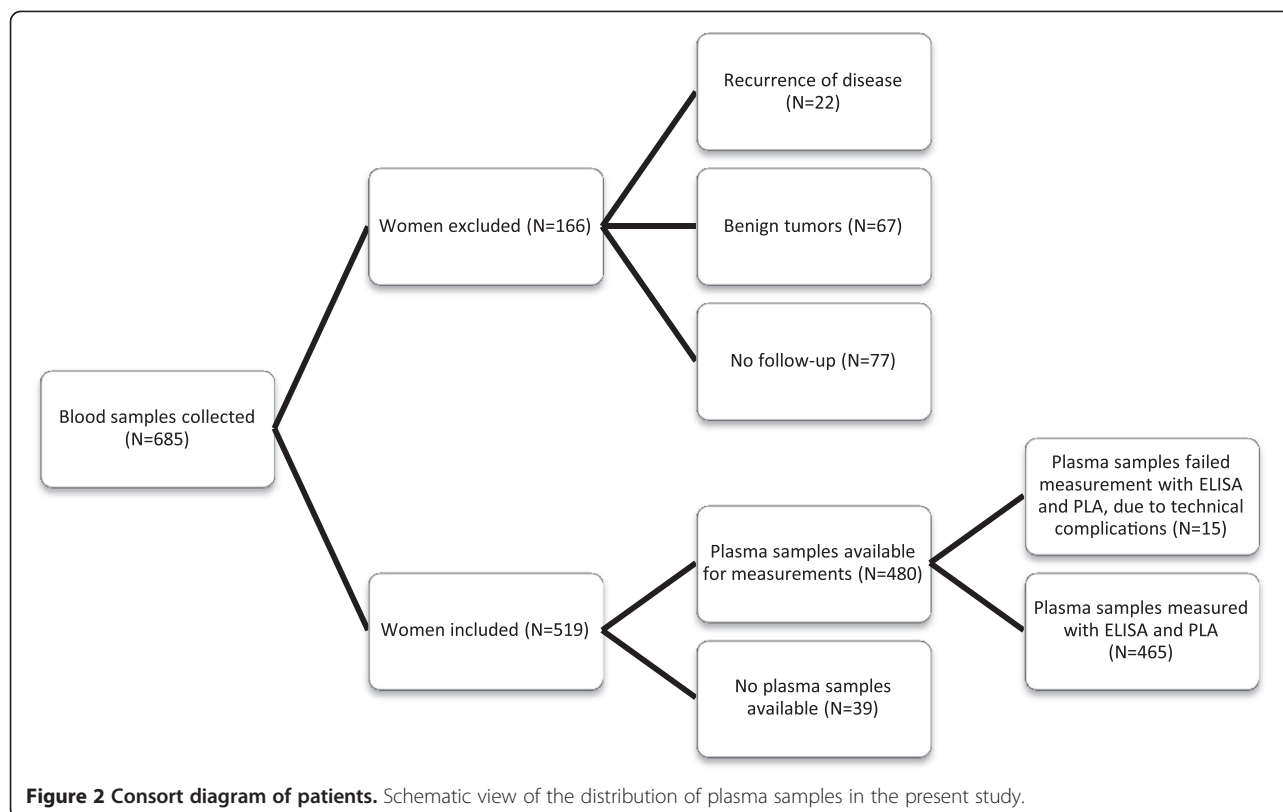 Recurrence of disease
(N=22)
Women excluded (N=166)
Benign tumors (N=67)
No follow-up (N=77)
Blood samples collected
(N=685)
Plasma samples failed
measurement with ELISA
and PLA, due to technical
complications (N=15)
Plasma samples available
for measurements (N=480)
Women included (N=519)
Plasma samples measured
with ELISA and PLA
(N=465)
No plasma samples
available (N=39)
Figure 2 Consort diagram of patients. Schematic view of the distribution of plasma samples in the present study.